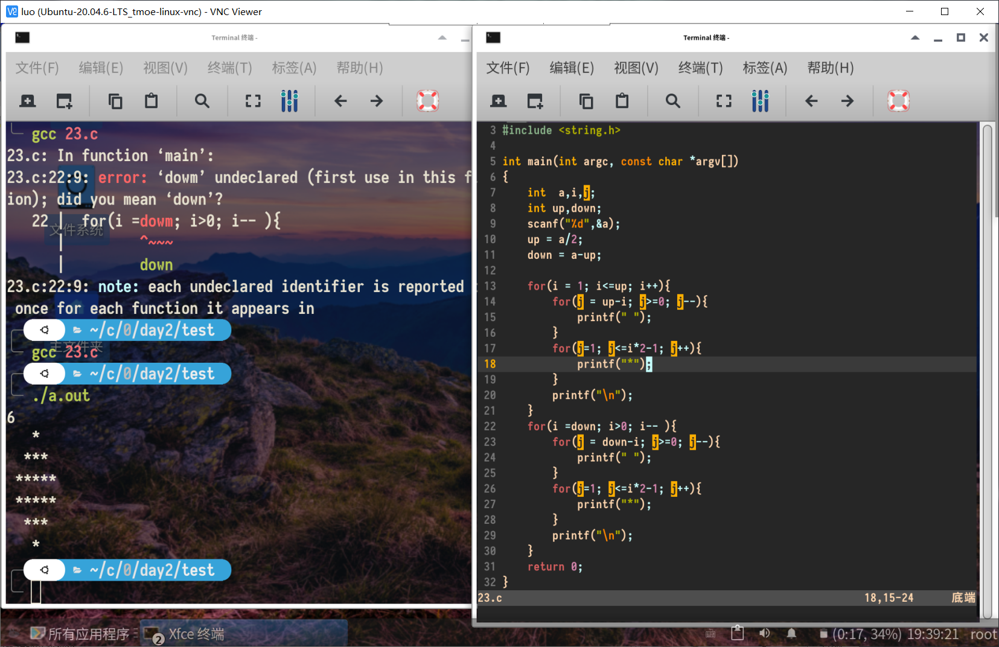 luo (Ubuntu-20.04.6-LTS_tmoe-linux-vnc) - VNC Viewer
Terminal 终端 -
文件(F) 编辑(E) 视图(V) 终端(T) 标签(A) 帮助(H)
gcc 23.c
23.c: In function ‘main’:
23.c:22:9: error: ‘dowm’ undeclared (first use in this f
ion); did you mean ‘down’?
22 | for(i =dowm; i>0; i-- ){
| ^~~~
| down
23.c:22:9: note: each undeclared identifier is reported
once for each function it appears in
~/c/0/day2/test
gcc 23.c
~/c/0/day2/test
./a.out
6
*
***
*****
*****
***
*
~/c/0/day2/test
文件系统
主文件夹
Terminal 终端 -
文件(F) 编辑(E) 视图(V) 终端(T) 标签(A) 帮助(H)
3 #include <string.h>
4
5 int main(int argc, const char *argv[])
6 {
7 int  a,i,j;
8 int up,down;
9 scanf("%d",&a);
10 up = a/2;
11 down = a-up;
12
13 for(i = 1; i<=up; i++){
14 for(j = up-i; j>=0; j--){
15 printf(" ");
16 }
17 for(j=1; j<=i*2-1; j++){
18 printf("*");
19 }
20 printf("\n");
21 }
22 for(i =down; i>0; i-- ){
23 for(j = down-i; j>=0; j--){
24 printf(" ");
25 }
26 for(j=1; j<=i*2-1; j++){
27 printf("*");
28 }
29 printf("\n");
30 }
31 return 0;
32 }
23.c 18,15-24 底端
所有应用程序 2 Xfce 终端 (0:17, 34%) 19:39:21 root